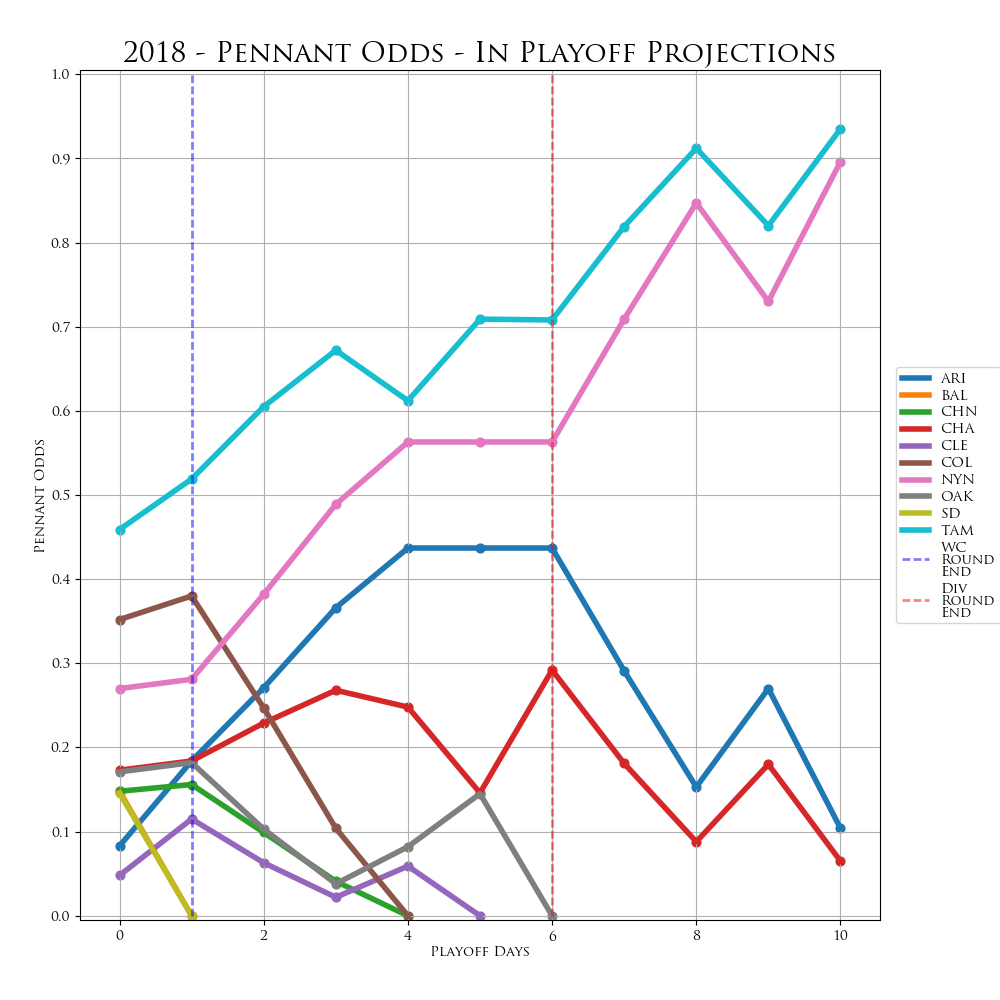 2018 - Pennant Odds - In Playoff Projections
1.0
0.9
0.8
0.7
0.6
0.5
0.4
0.3
0.2
0.1
0.0
Pennant Odds
0 2 4 6 8 10
Playoff Days
ARI
BAL
CHN
CHA
CLE
COL
NYN
OAK
SD
TAM
WC
Round
End
Div
Round
End